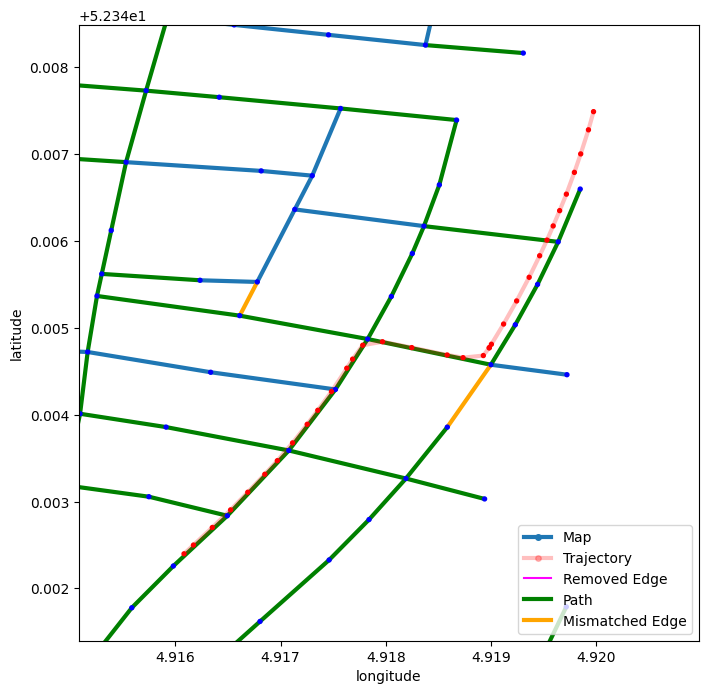 +5.234e1
0.008
0.007
0.006
0.005
0.004
0.003
0.002
latitude
Map
Trajectory
Removed Edge
Path
Mismatched Edge
4.916 4.917 4.918 4.919 4.920
longitude